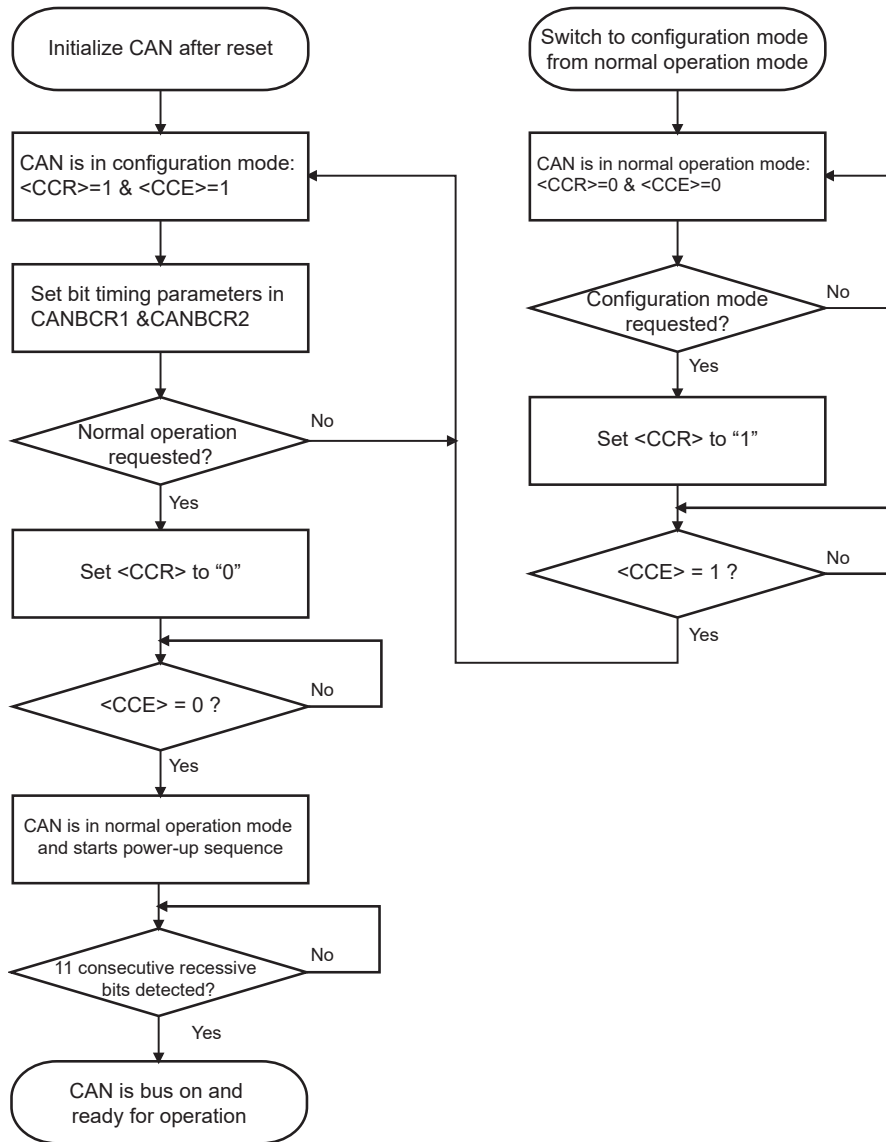 Initialize CAN after reset
CAN is in configuration mode:
<CCR>=1 & <CCE>=1
Set bit timing parameters in
CANBCR1 &CANBCR2
Normal operation
requested?
No
Yes
Set <CCR> to “0”
<CCE> = 0 ?
No
Yes
CAN is in normal operation mode
and starts power-up sequence
11 consecutive recessive
bits detected?
No
Yes
CAN is bus on and
ready for operation
Switch to configuration mode
from normal operation mode
CAN is in normal operation mode:
<CCR>=0 & <CCE>=0
Configuration mode
requested?
No
Yes
Set <CCR> to “1”
<CCE> = 1 ?
No
Yes